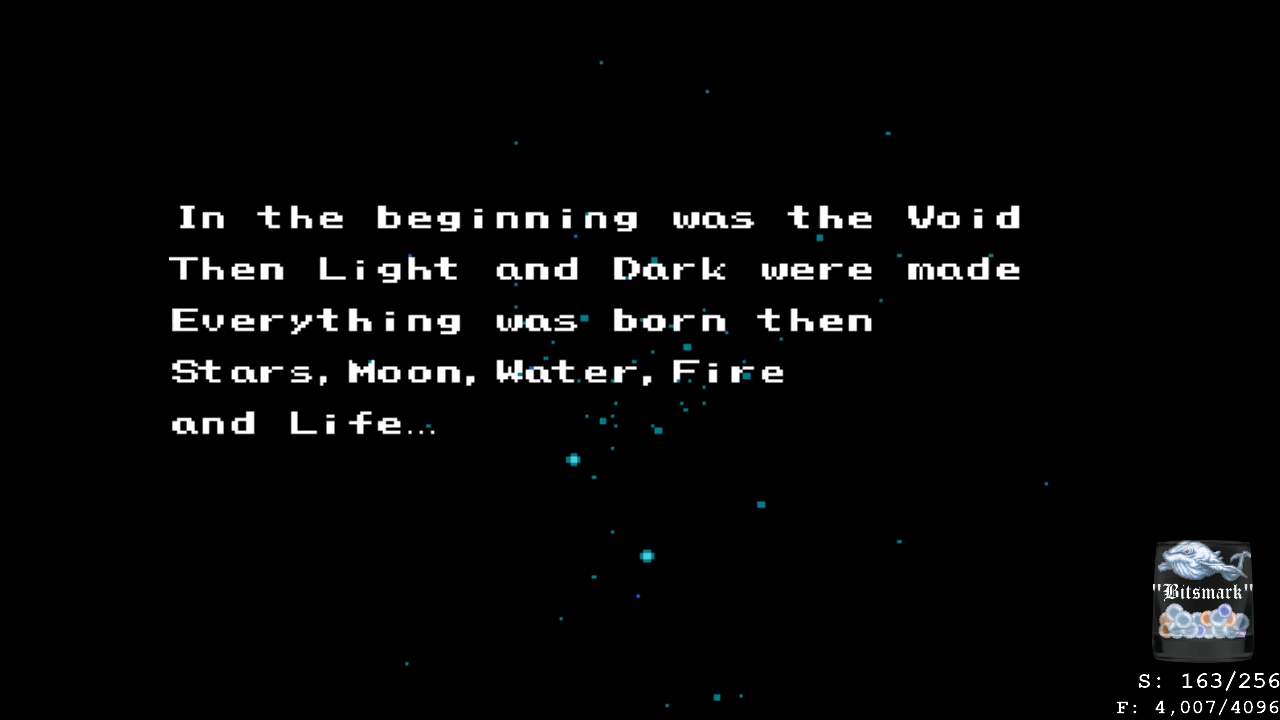 In the beginning was the Void
Then Light and Dark were made
Everything was born then
Stars, Moon, Water, Fire
and Life...
"Bitsmark"
S: 163/256
F: 4,007/4096